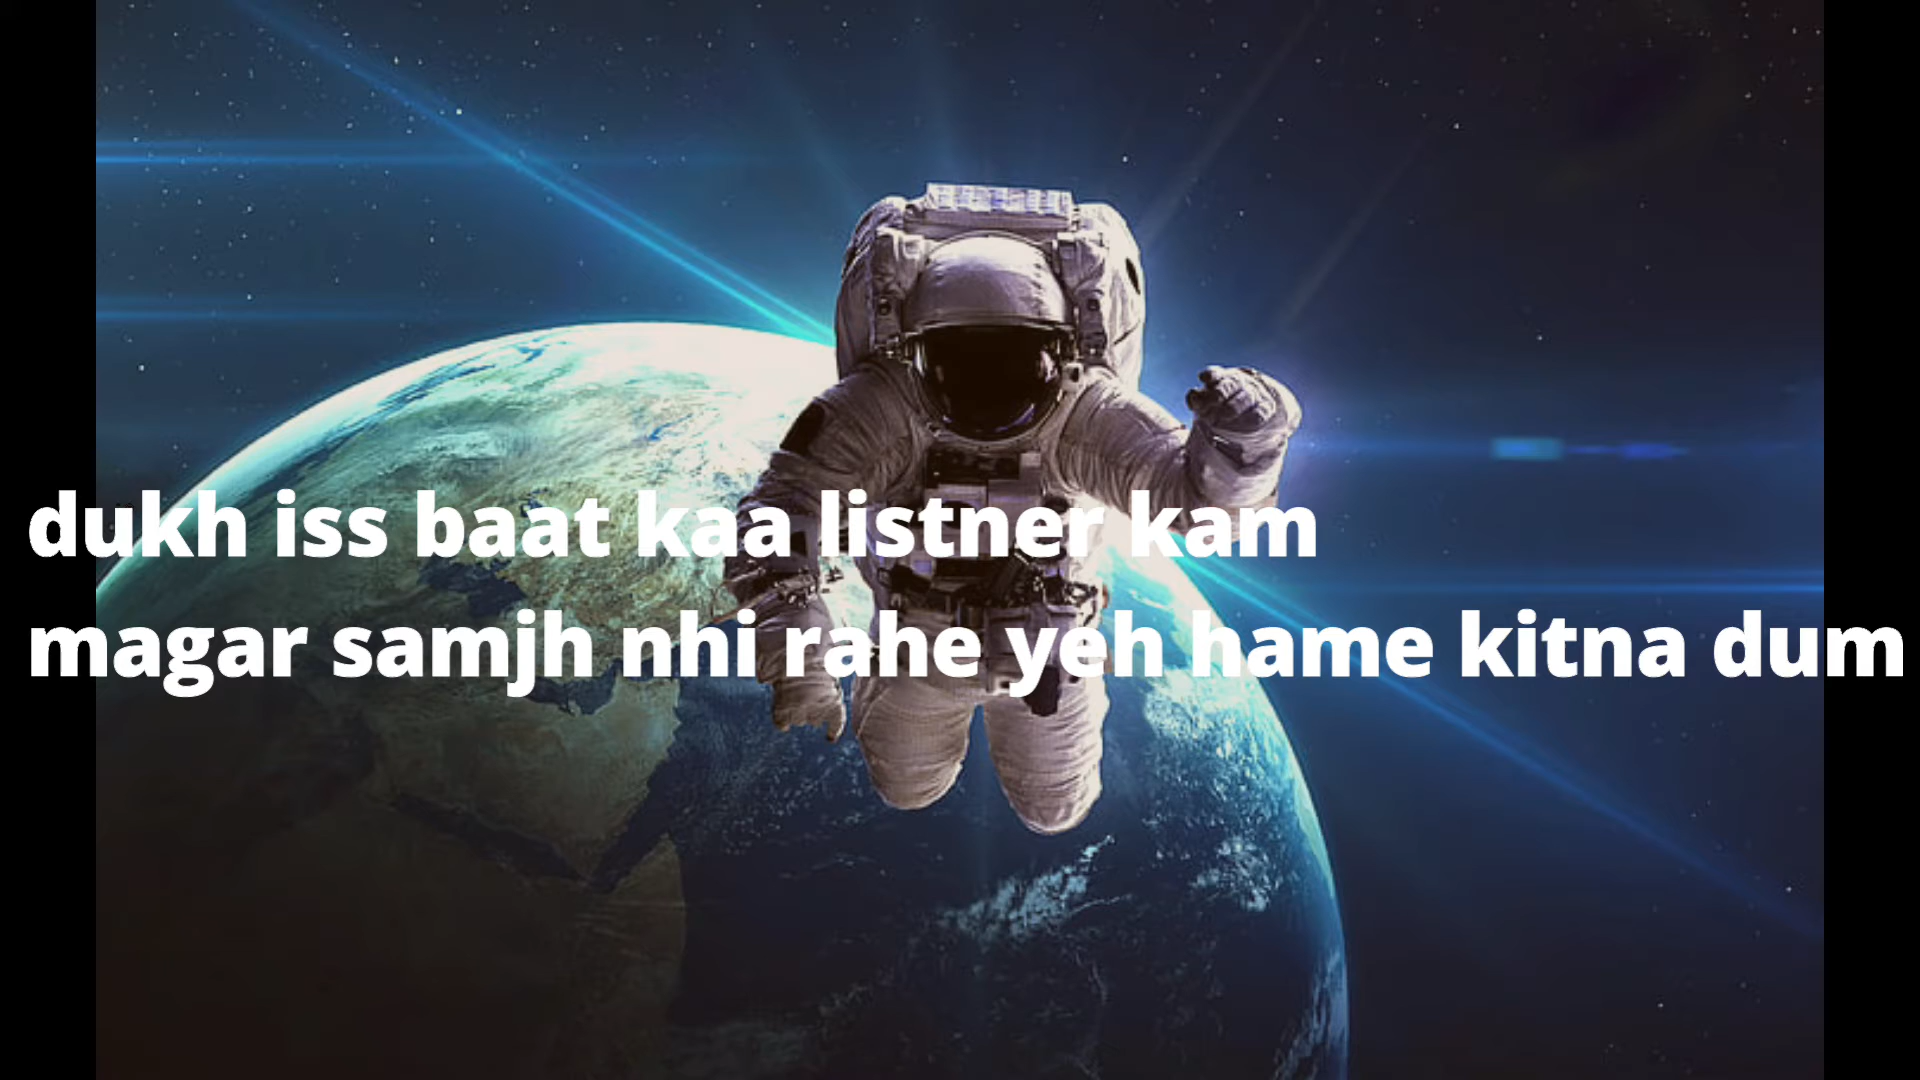 dukh iss baat kaa listner kam
magar samjh nhi rahe yeh hame kitna dum